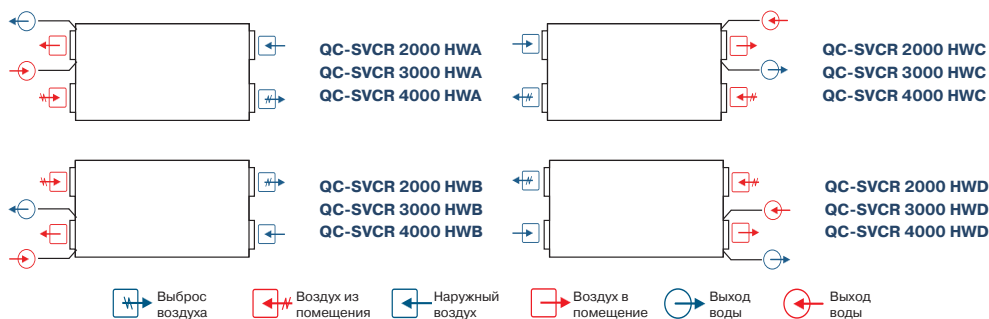 QC-SVCR 2000 HWA
QC-SVCR 3000 HWA
QC-SVCR 4000 HWA
QC-SVCR 2000 HWC
QC-SVCR 3000 HWC
QC-SVCR 4000 HWC
QC-SVCR 2000 HWB
QC-SVCR 3000 HWB
QC-SVCR 4000 HWB
QC-SVCR 2000 HWD
QC-SVCR 3000 HWD
QC-SVCR 4000 HWD
Выброс
воздуха
Воздух из
помещения
Наружный
воздух
Воздух в
помещение
Выход
воды
Выход
воды